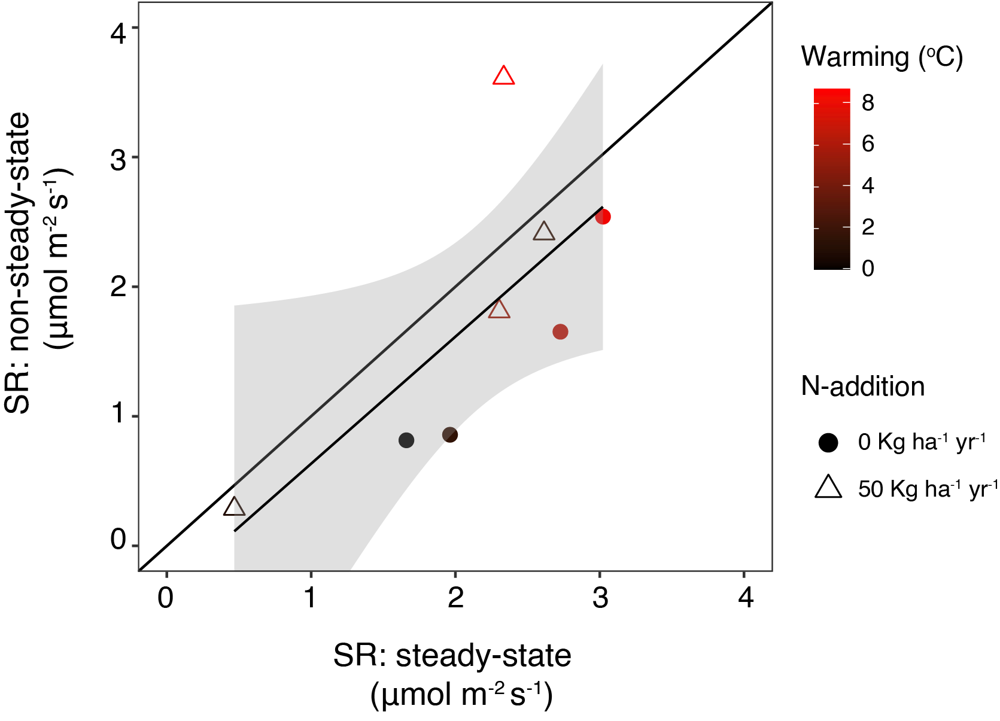 SR: non-steady-state
(µmol m⁻² s⁻¹)
4
3
2
1
0
0 1 2 3 4
SR: steady-state
(µmol m⁻² s⁻¹)
Warming (ºC)
8
6
4
2
0
N-addition
0 Kg ha⁻¹ yr⁻¹
50 Kg ha⁻¹ yr⁻¹